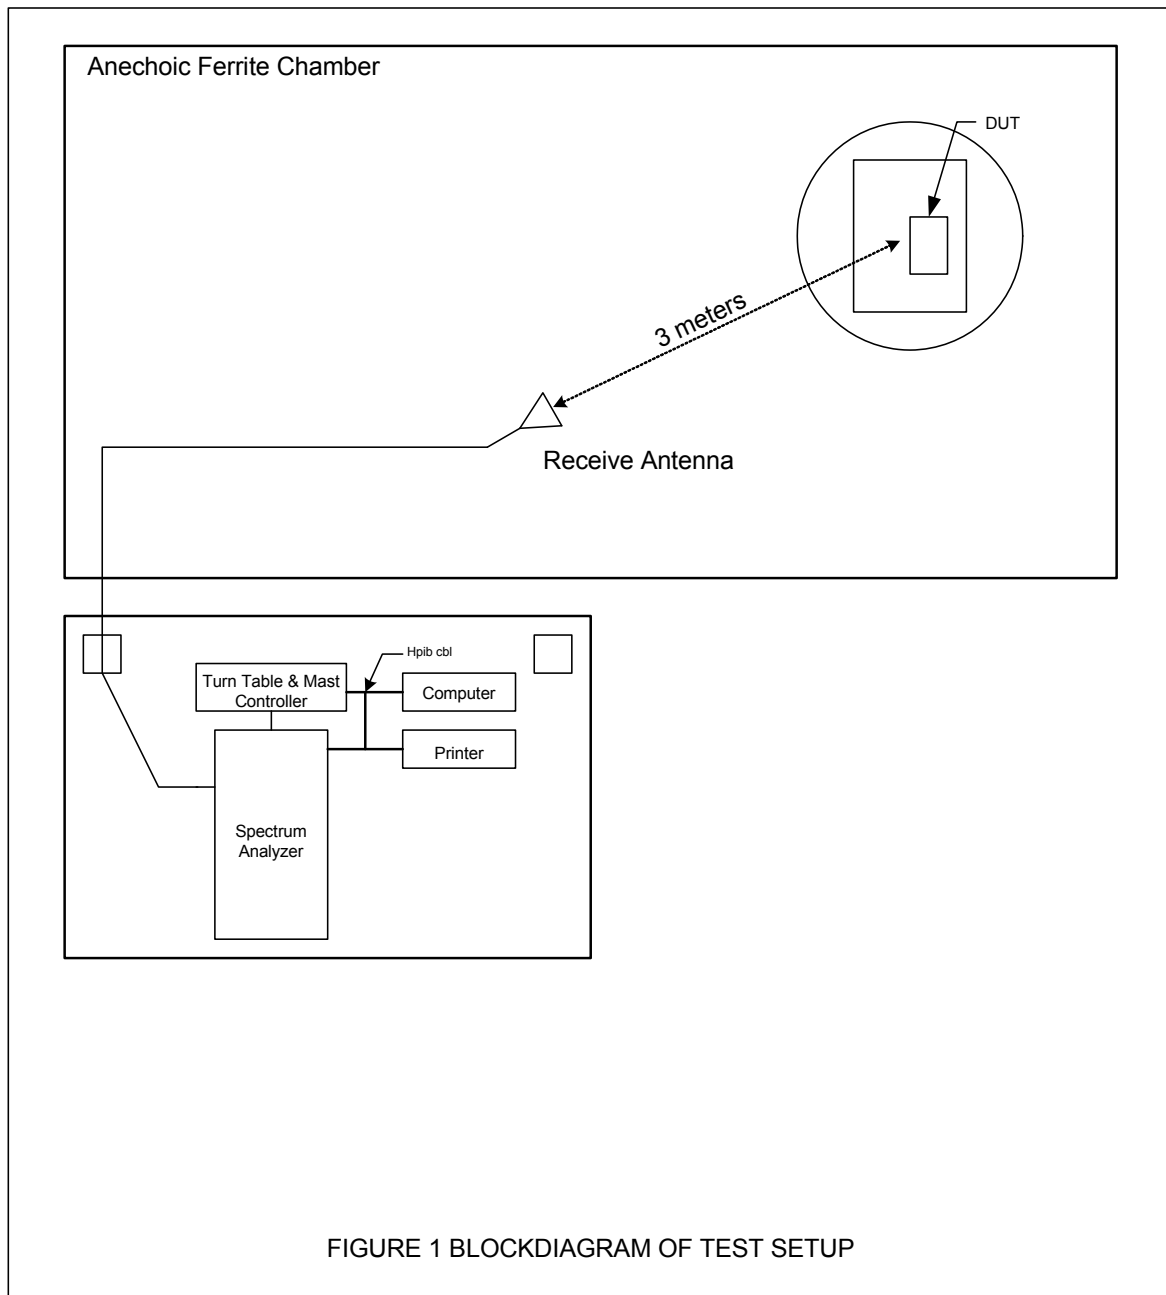 Anechoic Ferrite Chamber
DUT
3 meters
Receive Antenna
Hpib cbl
Turn Table & Mast
Controller
Computer
Printer
Spectrum
Analyzer
FIGURE 1 BLOCKDIAGRAM OF TEST SETUP